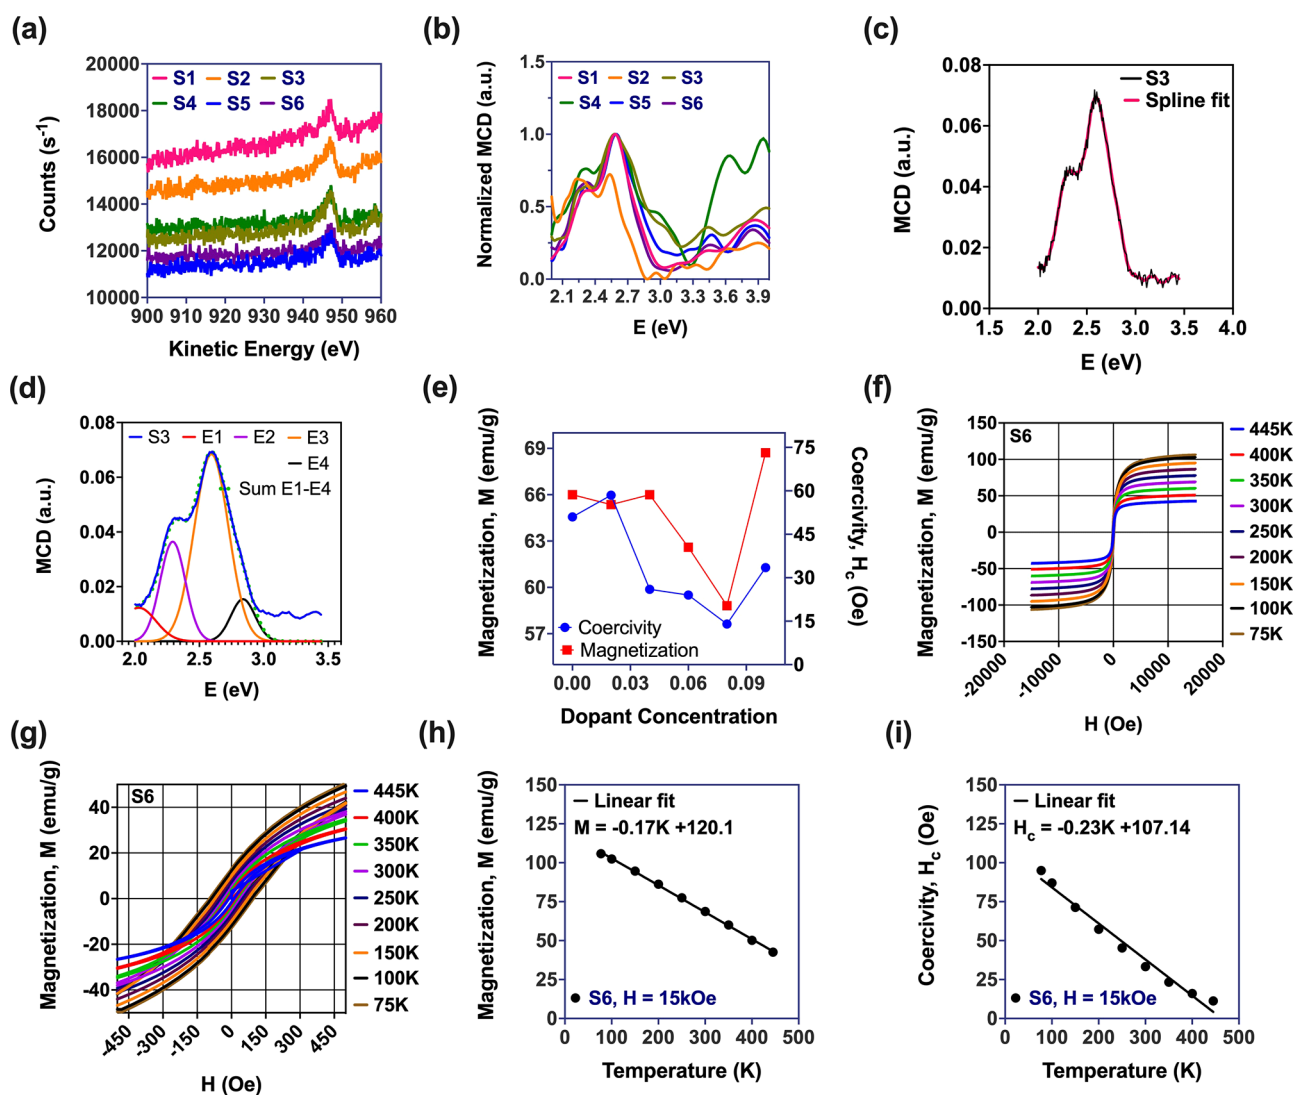 (a)
20000
18000
16000
14000
12000
10000
Counts (s⁻¹)
S1 S2 S3
S4 S5 S6
900 910 920 930 940 950 960
Kinetic Energy (eV)
(b)
1.5
1.0
0.5
0.0
Normalized MCD (a.u.)
S1 S2 S3
S4 S5 S6
2.1 2.4 2.7 3.0 3.3 3.6 3.9
E (eV)
(c)
0.08
0.06
0.04
0.02
0.00
MCD (a.u.)
S3
Spline fit
1.5 2.0 2.5 3.0 3.5 4.0
E (eV)
(d)
0.08
0.06
0.04
0.02
0.00
MCD (a.u.)
S3 E1 E2 E3
E4
Sum E1-E4
2.0 2.5 3.0 3.5
E (eV)
(e)
69
66
63
60
57
Magnetization, M (emu/g)
75
60
45
30
15
0
Coercivity, Hc (Oe)
Coercivity
Magnetization
0.00 0.03 0.06 0.09
Dopant Concentration
(f)
150
100
50
0
-50
-100
-150
Magnetization, M (emu/g)
S6
445K
400K
350K
300K
250K
200K
150K
100K
75K
-20000 -10000 0 10000 20000
H (Oe)
(g)
40
20
0
-20
-40
Magnetization, M (emu/g)
S6
445K
400K
350K
300K
250K
200K
150K
100K
75K
-450 -300 -150 0 150 300 450
H (Oe)
(h)
150
125
100
75
50
25
0
Magnetization, M (emu/g)
Linear fit
M = -0.17K +120.1
S6, H = 15kOe
0 100 200 300 400 500
Temperature (K)
(i)
150
125
100
75
50
25
0
Coercivity, Hc (Oe)
Linear fit
Hc = -0.23K +107.14
S6, H = 15kOe
0 100 200 300 400 500
Temperature (K)